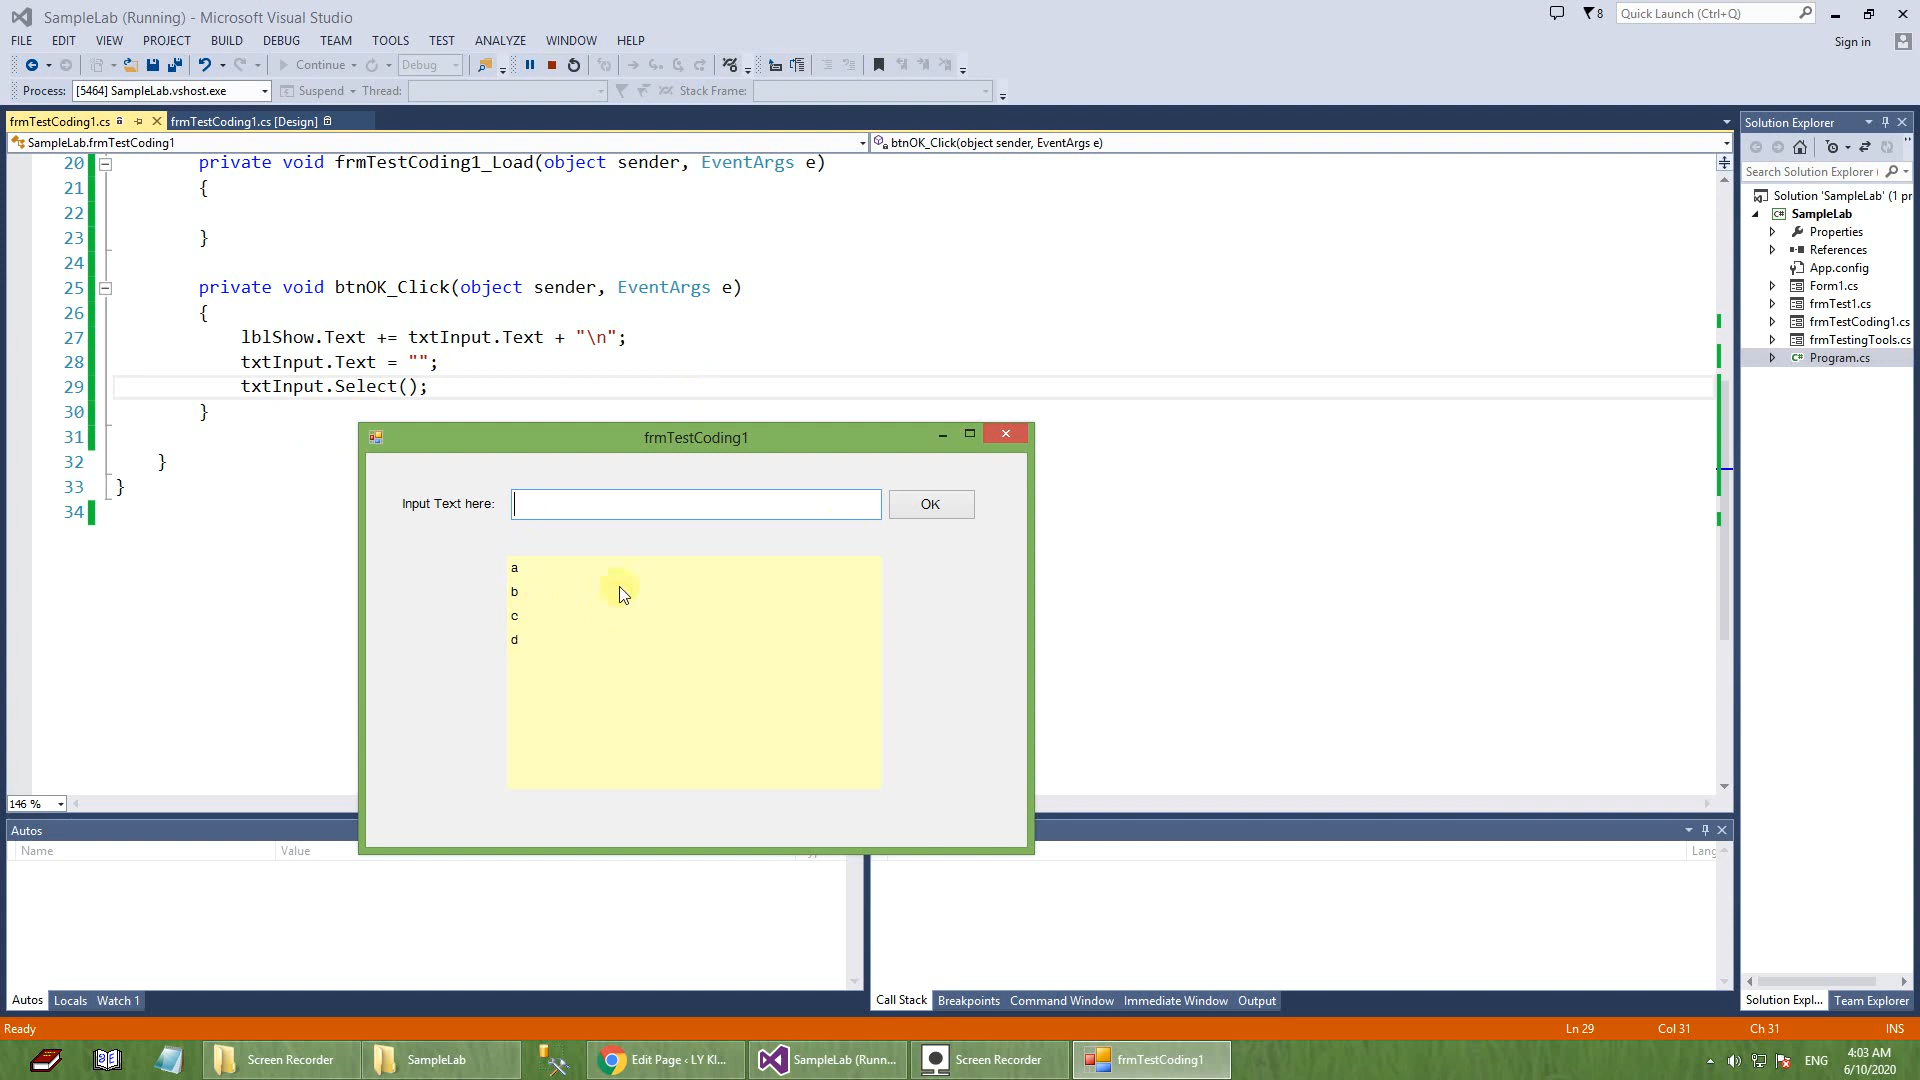 SampleLab (Running) - Microsoft Visual Studio
8
Quick Launch (Ctrl+Q)
FILE EDIT VIEW PROJECT BUILD DEBUG TEAM TOOLS TEST ANALYZE WINDOW HELP
Sign in
Continue
Debug
Process: [5464] SampleLab.vshost.exe Suspend Thread: Stack Frame:
frmTestCoding1.cs frmTestCoding1.cs [Design]
Solution Explorer
SampleLab.frmTestCoding1 btnOK_Click(object sender, EventArgs e)
Search Solution Explorer (
Solution 'SampleLab' (1 pr
SampleLab
Properties
References
App.config
Form1.cs
frmTest1.cs
frmTestCoding1.cs
frmTestingTools.cs
Program.cs
20 private void frmTestCoding1_Load(object sender, EventArgs e)
21 {
22
23 }
24
25 private void btnOK_Click(object sender, EventArgs e)
26 {
27 lblShow.Text += txtInput.Text + "\n";
28 txtInput.Text = "";
29 txtInput.Select();
30 }
31
32 }
33 }
34
frmTestCoding1
Input Text here: OK
a
b
c
d
146 %
Autos
Name Value
Lang
Autos Locals Watch 1
Call Stack Breakpoints Command Window Immediate Window Output
Solution Expl... Team Explorer
Ready Ln 29 Col 31 Ch 31 INS
Screen Recorder SampleLab Edit Page ‹ LY Kl... SampleLab (Runn... Screen Recorder frmTestCoding1
ENG
4:03 AM
6/10/2020